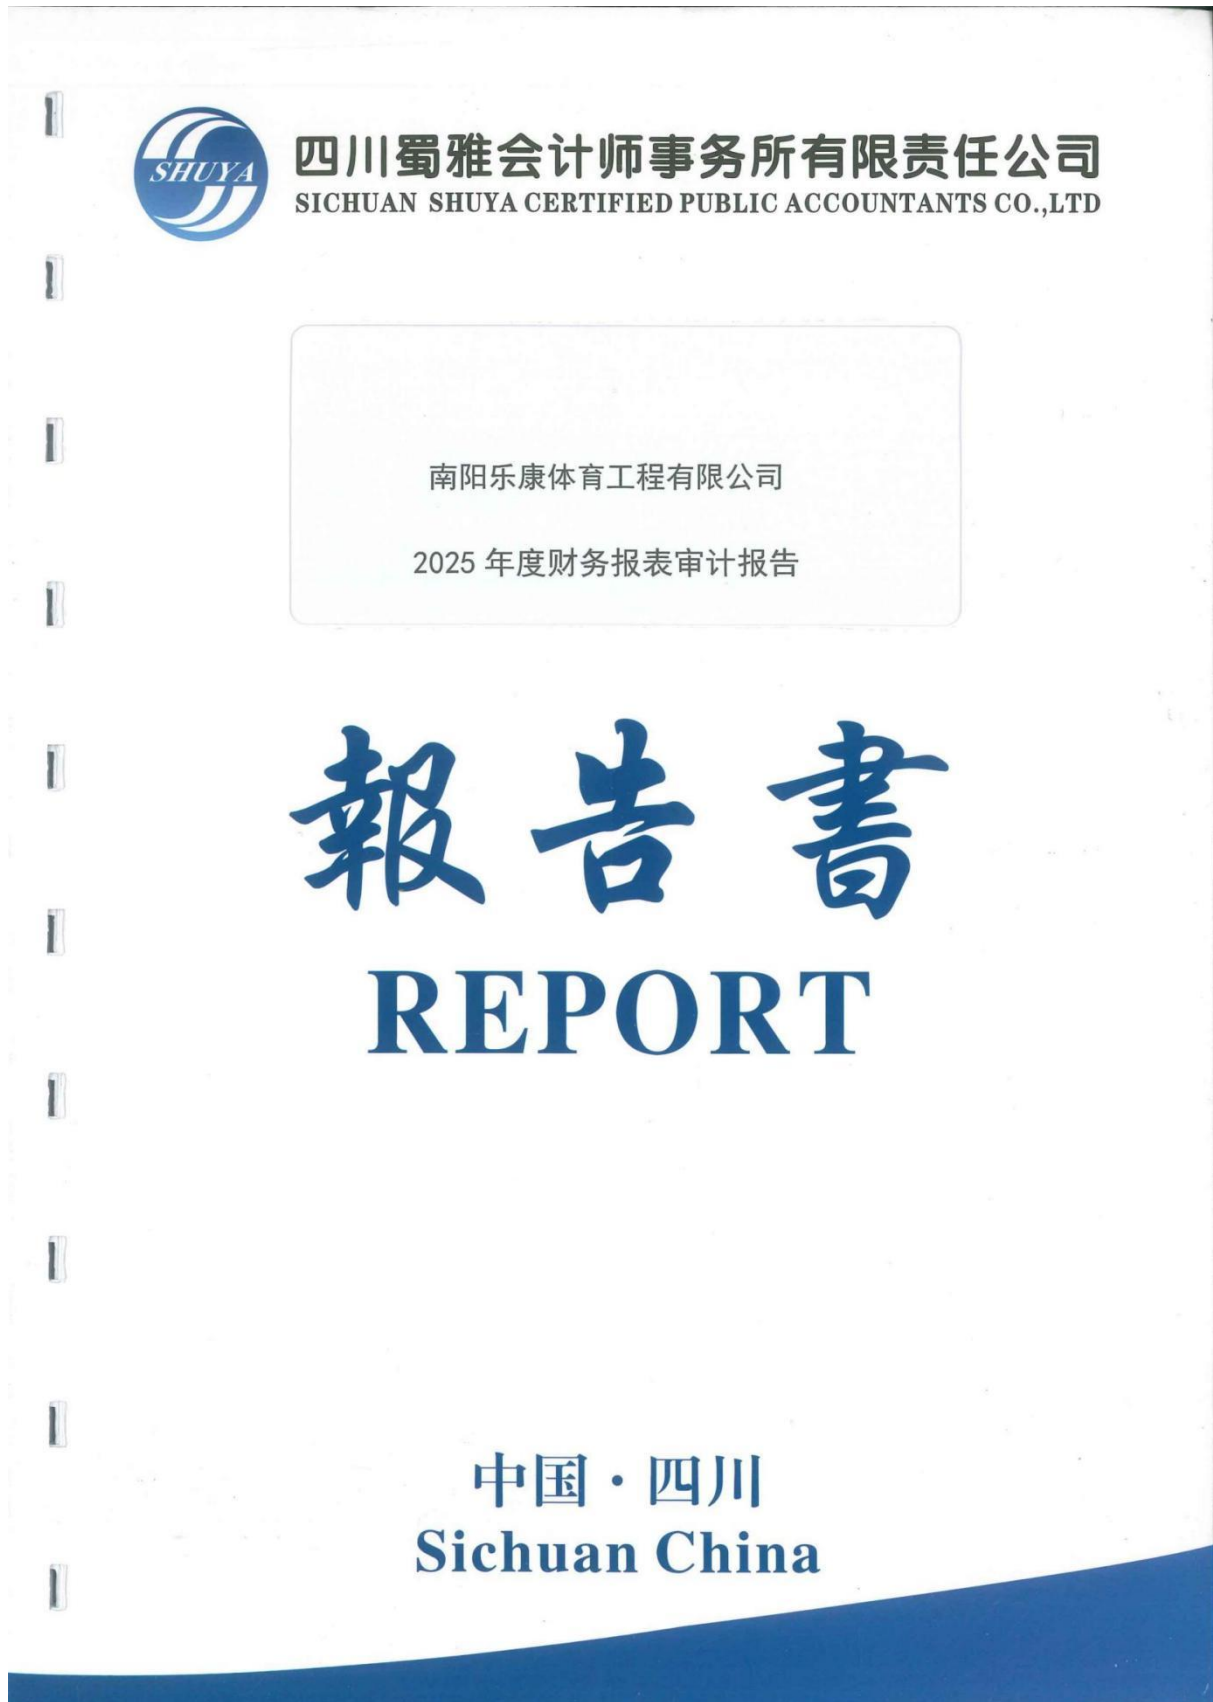 SHUYA
四川蜀雅会计师事务所有限责任公司
SICHUAN SHUYA CERTIFIED PUBLIC ACCOUNTANTS CO.,LTD
南阳乐康体育工程有限公司
2025 年度财务报表审计报告
報告書
REPORT
中国·四川
Sichuan China